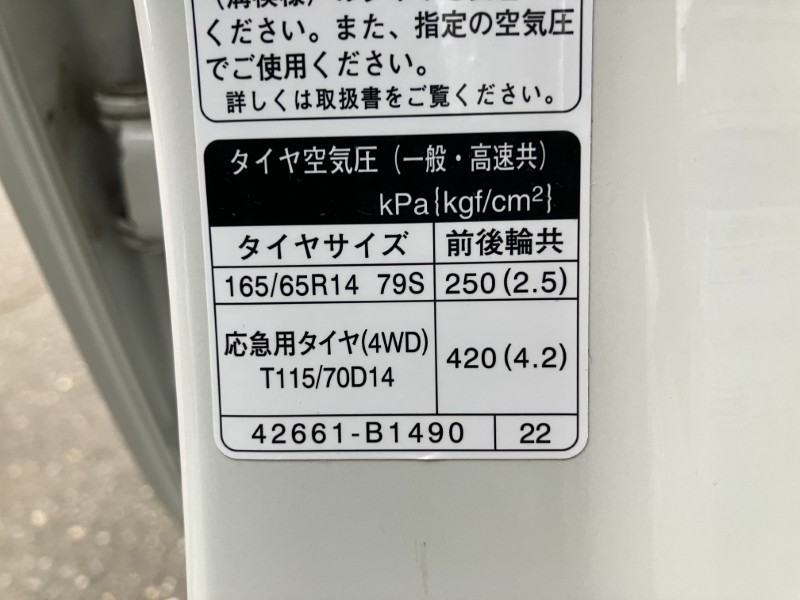 ください。また、指定の空気圧
でご使用ください。
詳しくは取扱書をご覧ください。
タイヤ空気圧（一般・高速共）
kPa{kgf/cm²}
タイヤサイズ 前後輪共
165/65R14 79S 250(2.5)
応急用タイヤ(4WD)
T115/70D14 420(4.2)
42661-B1490 22